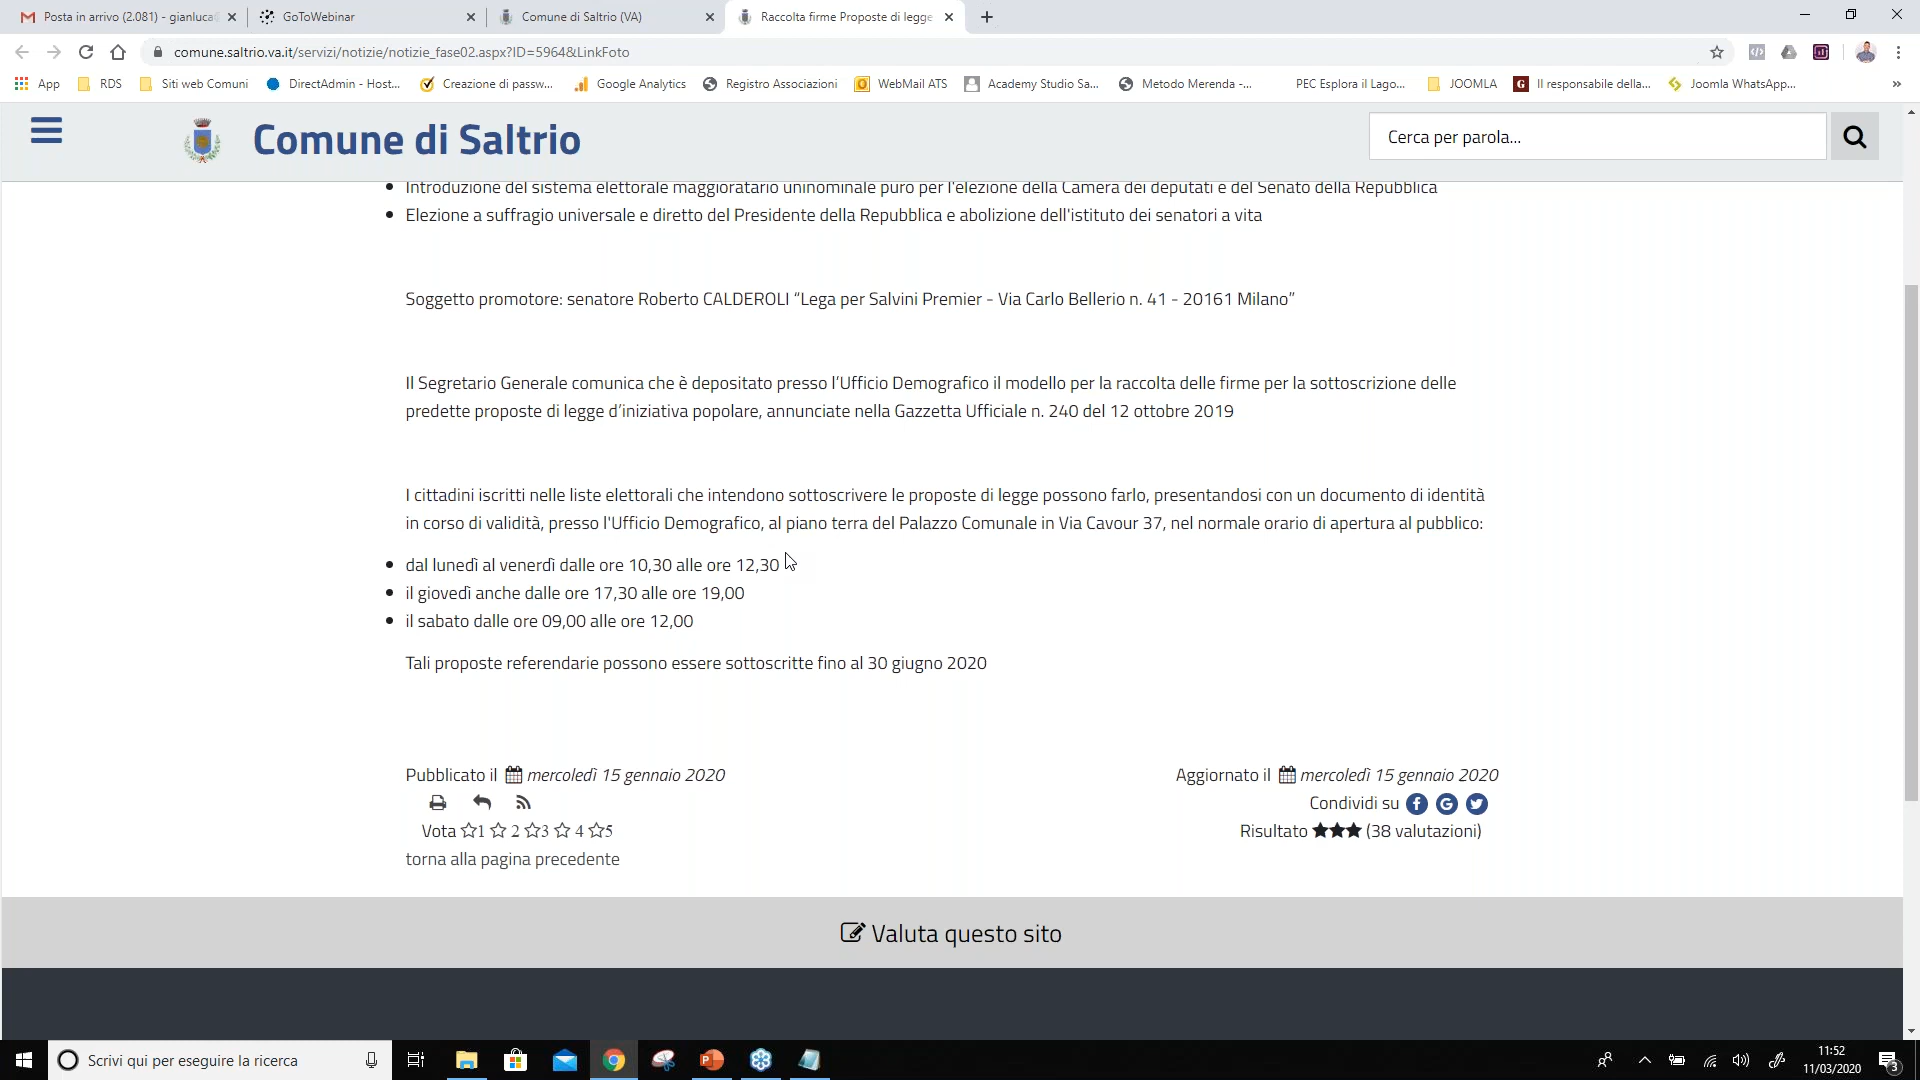 Posta in arrivo (2.081) - gianluca
GoToWebinar
Comune di Saltrio (VA)
Raccolta firme Proposte di legge
comune.saltrio.va.it/servizi/notizie/notizie_fase02.aspx?ID=5964&LinkFoto
App
RDS
Siti web Comuni
DirectAdmin - Host...
Creazione di passw...
Google Analytics
Registro Associazioni
WebMail ATS
Academy Studio Sa...
Metodo Merenda -...
PEC Esplora il Lago...
JOOMLA
Il responsabile della...
Joomla WhatsApp...
Comune di Saltrio
Cerca per parola...
Introduzione del sistema elettorale maggioratario uninominale puro per l'elezione della Camera dei deputati e del Senato della Repubblica
Elezione a suffragio universale e diretto del Presidente della Repubblica e abolizione dell'istituto dei senatori a vita
Soggetto promotore: senatore Roberto CALDEROLI “Lega per Salvini Premier - Via Carlo Bellerio n. 41 - 20161 Milano”
Il Segretario Generale comunica che è depositato presso l’Ufficio Demografico il modello per la raccolta delle firme per la sottoscrizione delle
predette proposte di legge d’iniziativa popolare, annunciate nella Gazzetta Ufficiale n. 240 del 12 ottobre 2019
I cittadini iscritti nelle liste elettorali che intendono sottoscrivere le proposte di legge possono farlo, presentandosi con un documento di identità
in corso di validità, presso l'Ufficio Demografico, al piano terra del Palazzo Comunale in Via Cavour 37, nel normale orario di apertura al pubblico:
dal lunedì al venerdì dalle ore 10,30 alle ore 12,30
il giovedì anche dalle ore 17,30 alle ore 19,00
il sabato dalle ore 09,00 alle ore 12,00
Tali proposte referendarie possono essere sottoscritte fino al 30 giugno 2020
Pubblicato il mercoledì 15 gennaio 2020
Aggiornato il mercoledì 15 gennaio 2020
Condividi su
Vota ☆1 ☆ 2 ☆3 ☆ 4 ☆5
Risultato ★★★ (38 valutazioni)
torna alla pagina precedente
Valuta questo sito
Scrivi qui per eseguire la ricerca
11:52
11/03/2020
3